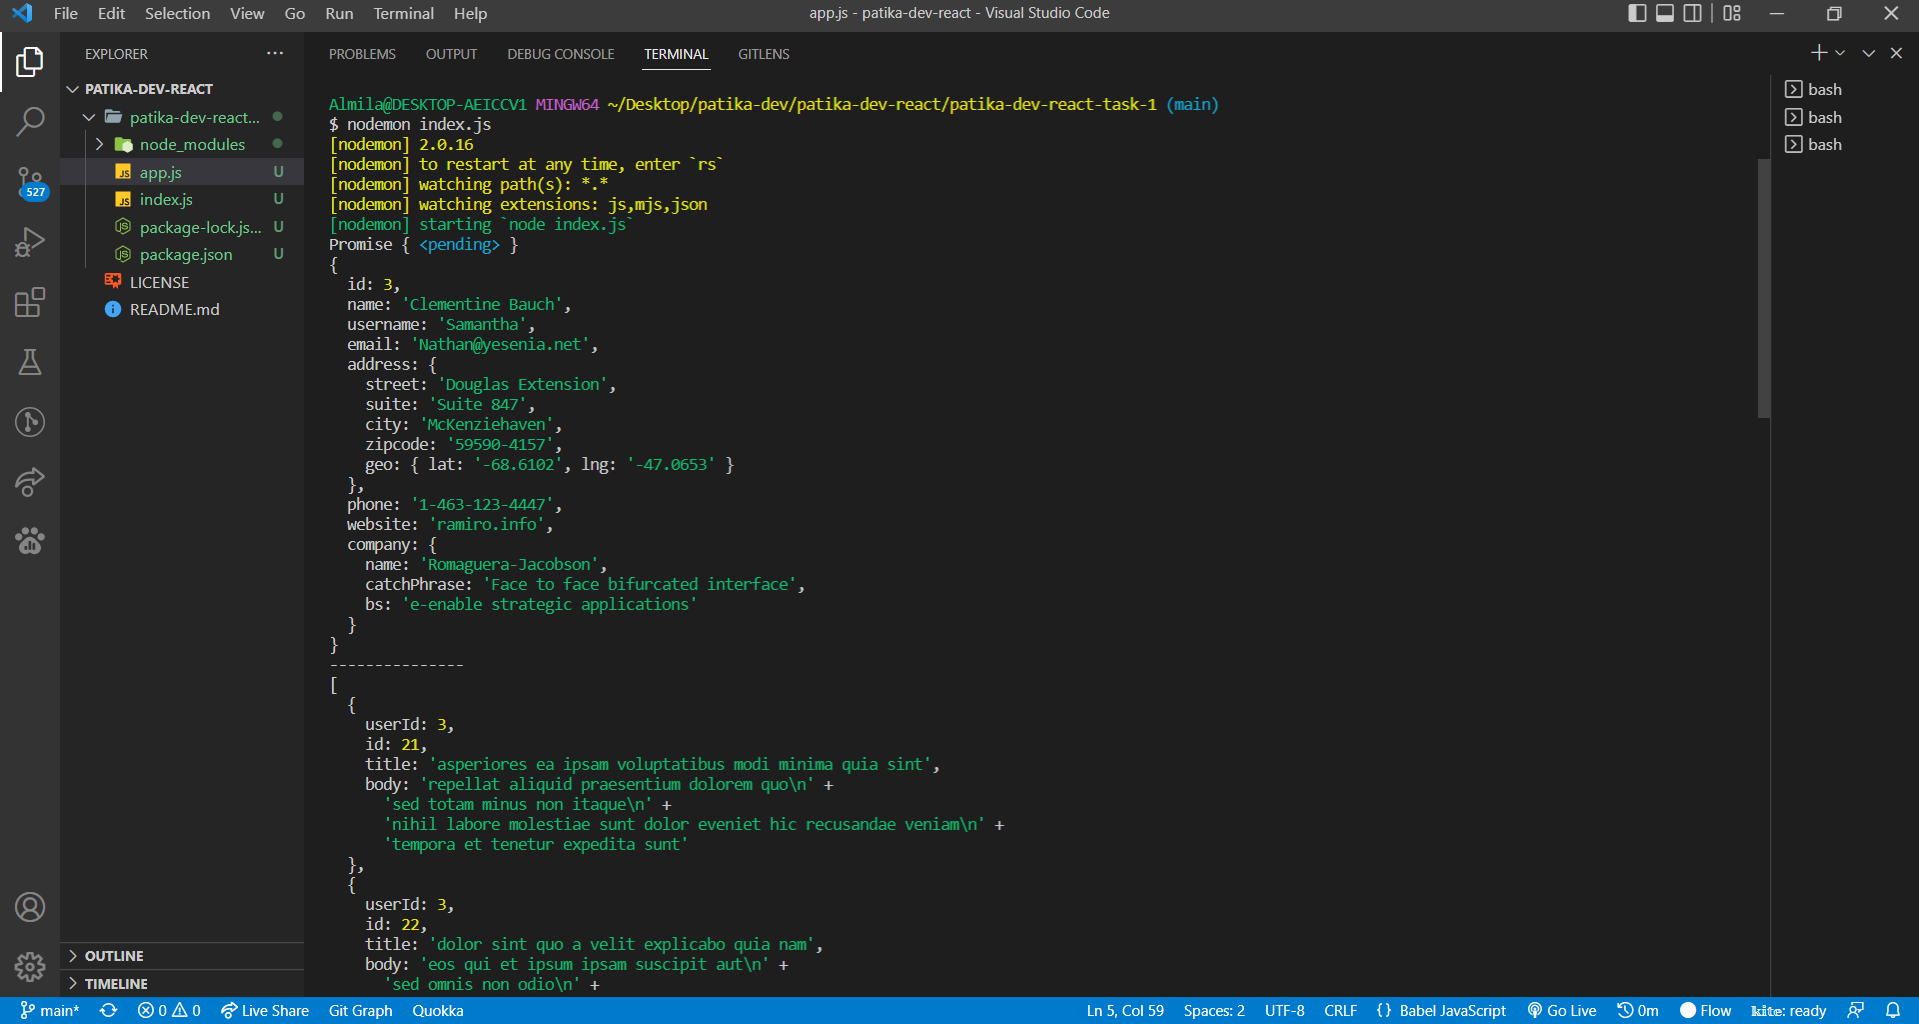 File Edit Selection View Go Run Terminal Help
app.js - patika-dev-react - Visual Studio Code
EXPLORER
PATIKA-DEV-REACT
patika-dev-react...
node_modules
app.js U
index.js U
package-lock.js... U
package.json U
LICENSE
README.md
527
OUTLINE
TIMELINE
PROBLEMS OUTPUT DEBUG CONSOLE TERMINAL GITLENS
Almila@DESKTOP-AEICCV1 MINGW64 ~/Desktop/patika-dev/patika-dev-react/patika-dev-react-task-1 (main)
$ nodemon index.js
[nodemon] 2.0.16
[nodemon] to restart at any time, enter `rs`
[nodemon] watching path(s): *.*
[nodemon] watching extensions: js,mjs,json
[nodemon] starting `node index.js`
Promise { <pending> }
{
  id: 3,
  name: 'Clementine Bauch',
  username: 'Samantha',
  email: 'Nathan@yesenia.net',
  address: {
    street: 'Douglas Extension',
    suite: 'Suite 847',
    city: 'McKenziehaven',
    zipcode: '59590-4157',
    geo: { lat: '-68.6102', lng: '-47.0653' }
  },
  phone: '1-463-123-4447',
  website: 'ramiro.info',
  company: {
    name: 'Romaguera-Jacobson',
    catchPhrase: 'Face to face bifurcated interface',
    bs: 'e-enable strategic applications'
  }
}
---------------
[
  {
    userId: 3,
    id: 21,
    title: 'asperiores ea ipsam voluptatibus modi minima quia sint',
    body: 'repellat aliquid praesentium dolorem quo\n' +
      'sed totam minus non itaque\n' +
      'nihil labore molestiae sunt dolor eveniet hic recusandae veniam\n' +
      'tempora et tenetur expedita sunt'
  },
  {
    userId: 3,
    id: 22,
    title: 'dolor sint quo a velit explicabo quia nam',
    body: 'eos qui et ipsum ipsam suscipit aut\n' +
      'sed omnis non odio\n' +
bash
bash
bash
main* 0 0 Live Share Git Graph Quokka Ln 5, Col 59 Spaces: 2 UTF-8 CRLF {} Babel JavaScript Go Live 0m Flow kite: ready